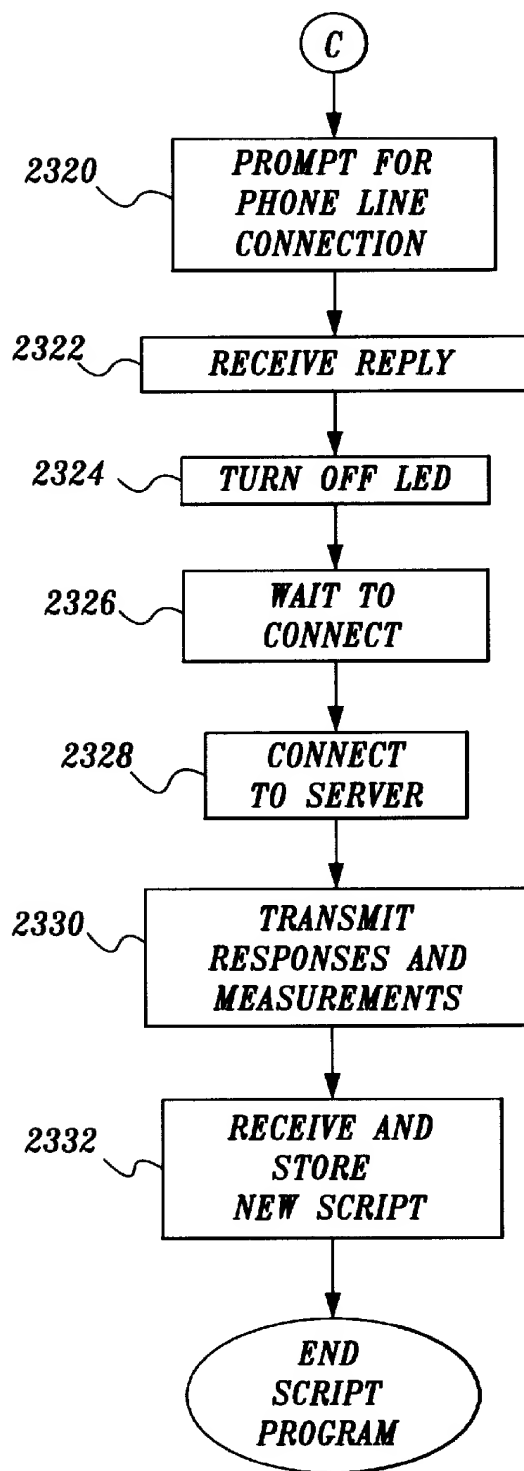 C
2320
PROMPT FOR
PHONE LINE
CONNECTION
2322
RECEIVE REPLY
2324
TURN OFF LED
2326
WAIT TO
CONNECT
2328
CONNECT
TO SERVER
2330
TRANSMIT
RESPONSES AND
MEASUREMENTS
2332
RECEIVE AND
STORE
NEW SCRIPT
END
SCRIPT
PROGRAM